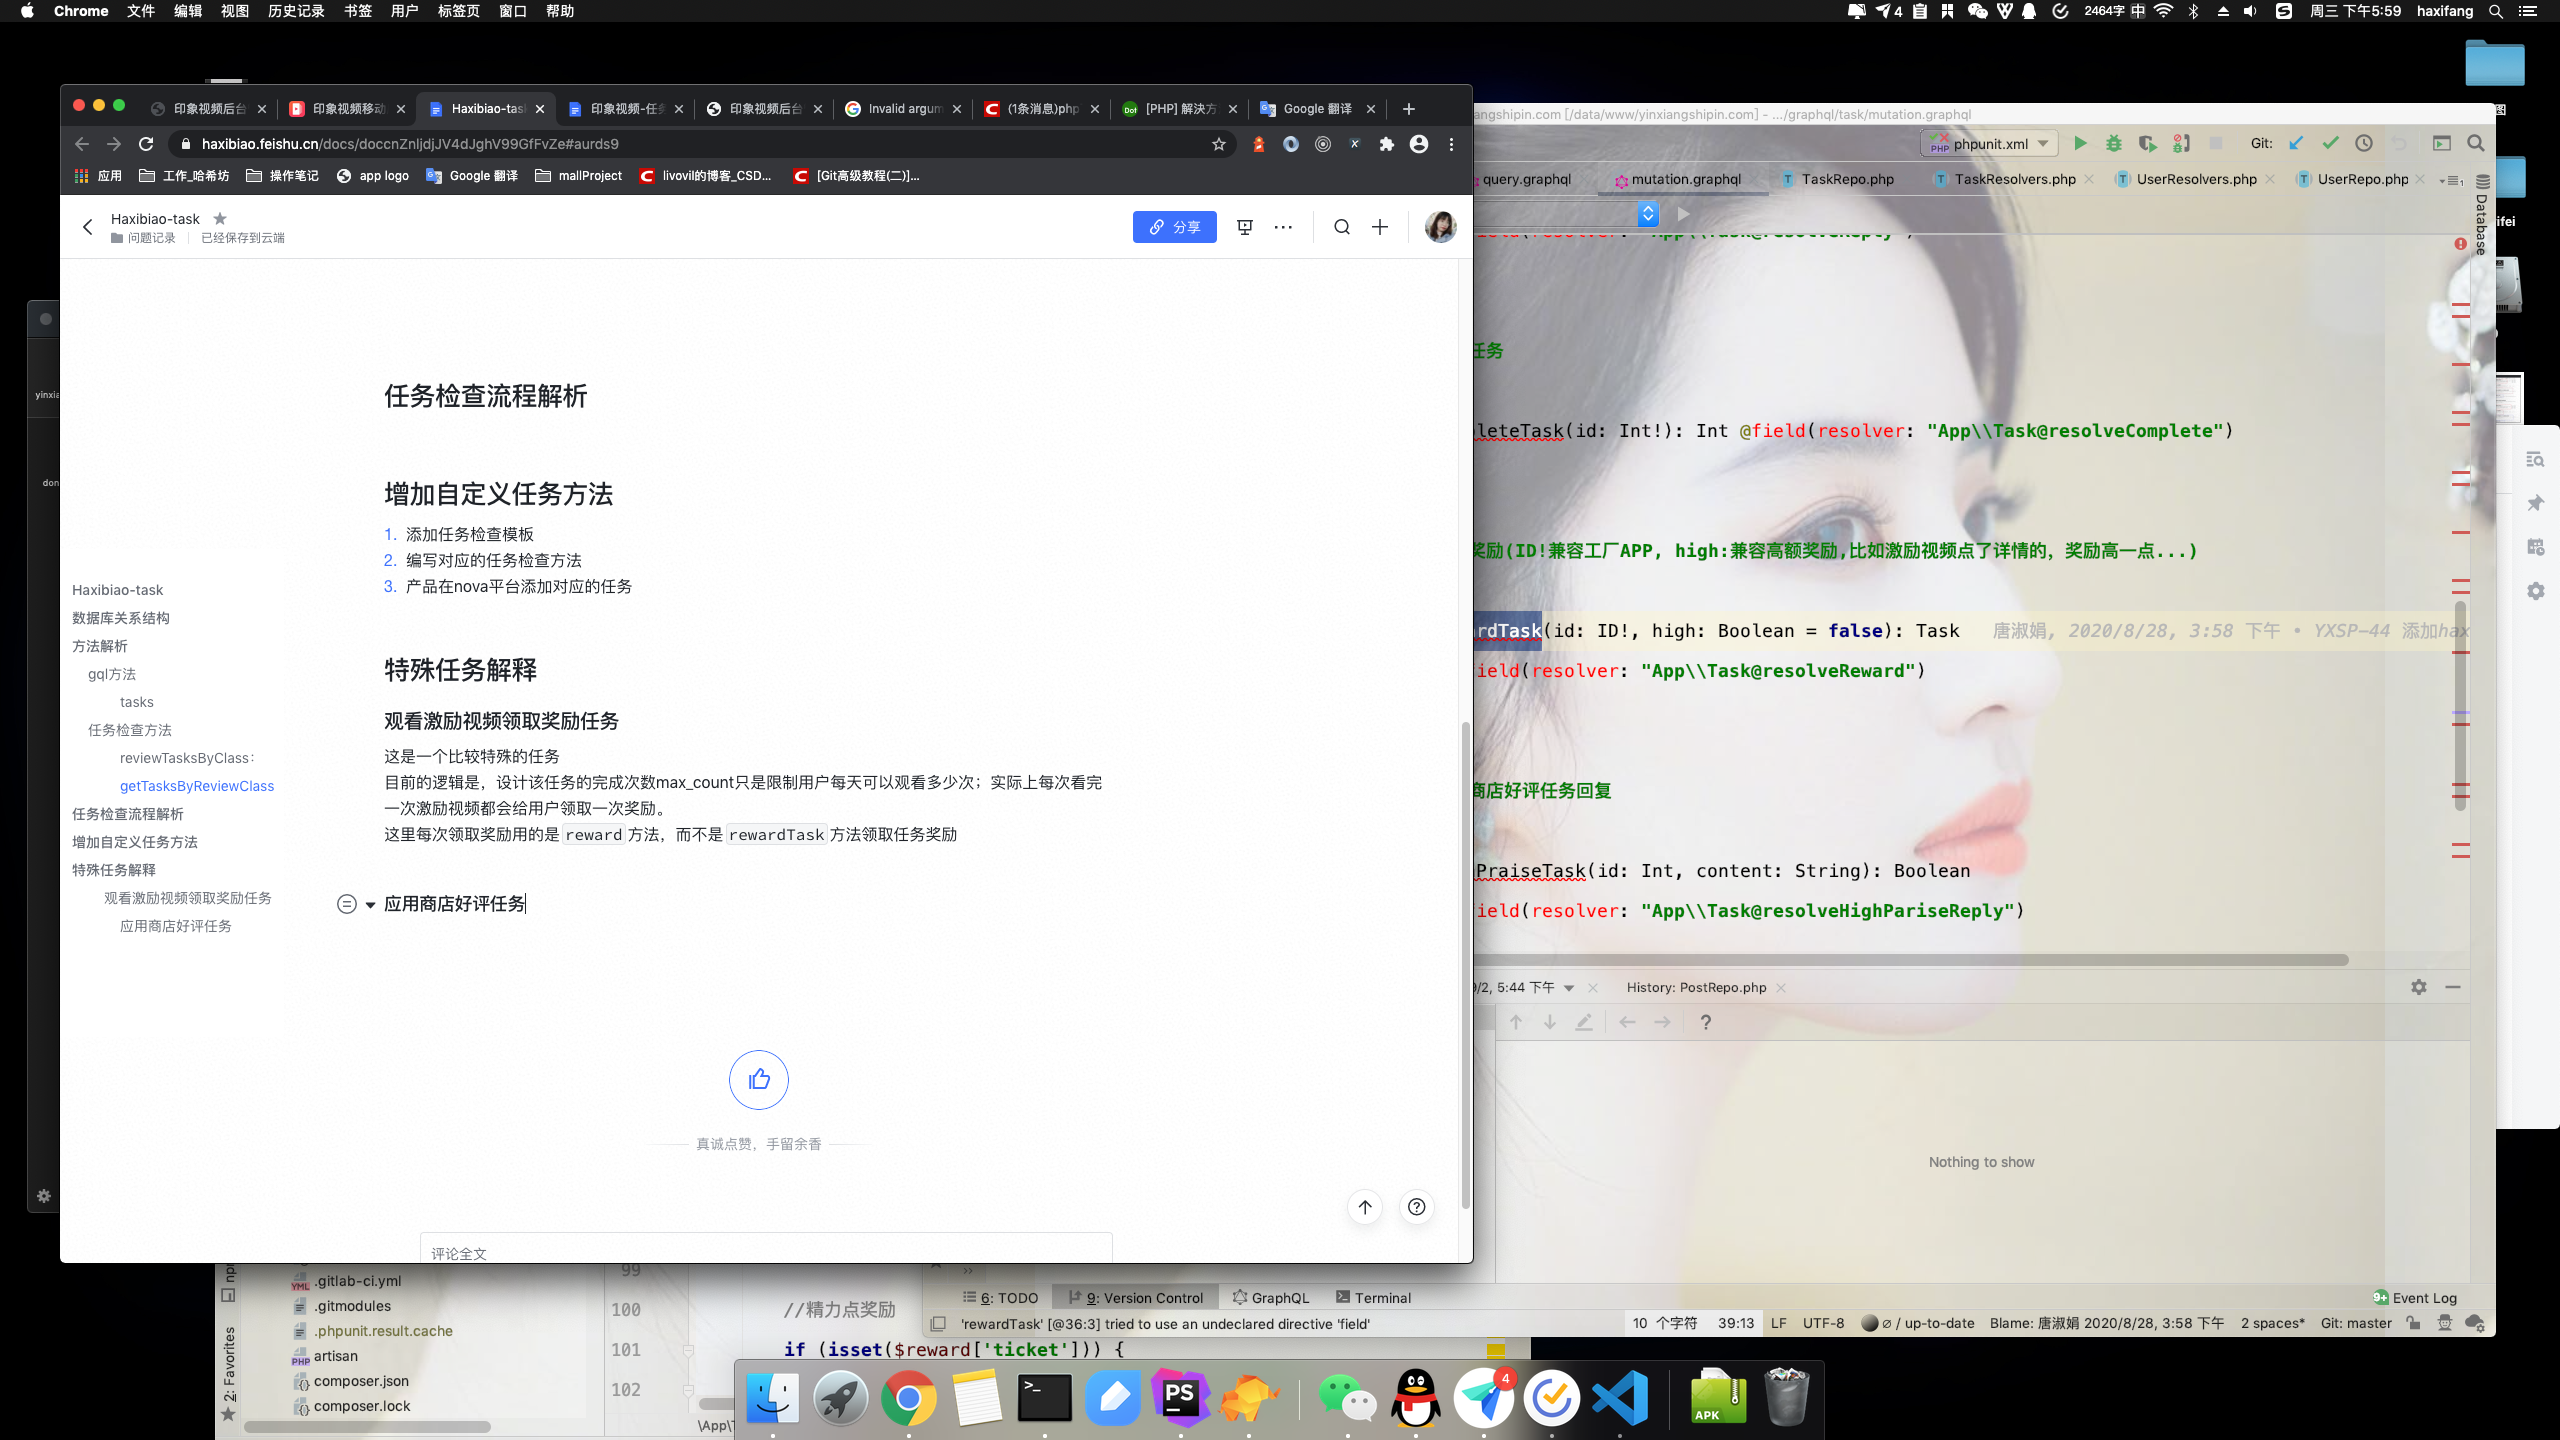 Chrome 文件 编辑 视图 历史记录 书签 用户 标签页 窗口 帮助
4 2464字 中 周三 下午5:59 haxifang
印象视频后台 印象视频移动 Haxibiao-tas 印象视频-任 印象视频后台 Invalid argum (1条消息)php [PHP] 解決方 Google 翻译
haxibiao.feishu.cn/docs/doccnZnljdjJV4dJghV99GfFvZe#aurds9
应用 工作_哈希坊 操作笔记 app logo Google 翻译 mallProject livovil的博客_CSD... [Git高级教程(二)]...
Haxibiao-task
问题记录 已经保存到云端
分享
任务检查流程解析
增加自定义任务方法
1. 添加任务检查模板
2. 编写对应的任务检查方法
3. 产品在nova平台添加对应的任务
特殊任务解释
观看激励视频领取奖励任务
这是一个比较特殊的任务
目前的逻辑是，设计该任务的完成次数max_count只是限制用户每天可以观看多少次；实际上每次看完
一次激励视频都会给用户领取一次奖励。
这里每次领取奖励用的是 reward 方法，而不是 rewardTask 方法领取任务奖励
应用商店好评任务
Haxibiao-task
数据库关系结构
方法解析
gql方法
tasks
任务检查方法
reviewTasksByClass：
getTasksByReviewClass
任务检查流程解析
增加自定义任务方法
特殊任务解释
观看激励视频领取奖励任务
应用商店好评任务
真诚点赞，手留余香
评论全文
yinxia
don
angshipin.com [/data/www/yinxiangshipin.com] - .../graphql/task/mutation.graphql
phpunit.xml Git:
query.graphql mutation.graphql TaskRepo.php TaskResolvers.php UserResolvers.php UserRepo.php
Database
任务
leteTask(id: Int!): Int @field(resolver: "App\\Task@resolveComplete")
奖励(ID!兼容工厂APP, high:兼容高额奖励,比如激励视频点了详情的，奖励高一点...)
rdTask(id: ID!, high: Boolean = false): Task 唐淑娟, 2020/8/28, 3:58 下午 • YXSP-44 添加hax
ield(resolver: "App\\Task@resolveReward")
商店好评任务回复
PraiseTask(id: Int, content: String): Boolean
ield(resolver: "App\\Task@resolveHighPariseReply")
9/2, 5:44 下午 History: PostRepo.php
Nothing to show
6: TODO 9: Version Control GraphQL Terminal Event Log
'rewardTask' [@36:3] tried to use an undeclared directive 'field' 10 个字符 39:13 LF UTF-8 ∅ / up-to-date Blame: 唐淑娟 2020/8/28, 3:58 下午 2 spaces* Git: master
2: Favorites
.gitlab-ci.yml
.gitmodules
.phpunit.result.cache
artisan
composer.json
composer.lock
99
100 //精力点奖励
101 if (isset($reward['ticket'])) {
102
\App\T
PS
APK
4
ifei
图